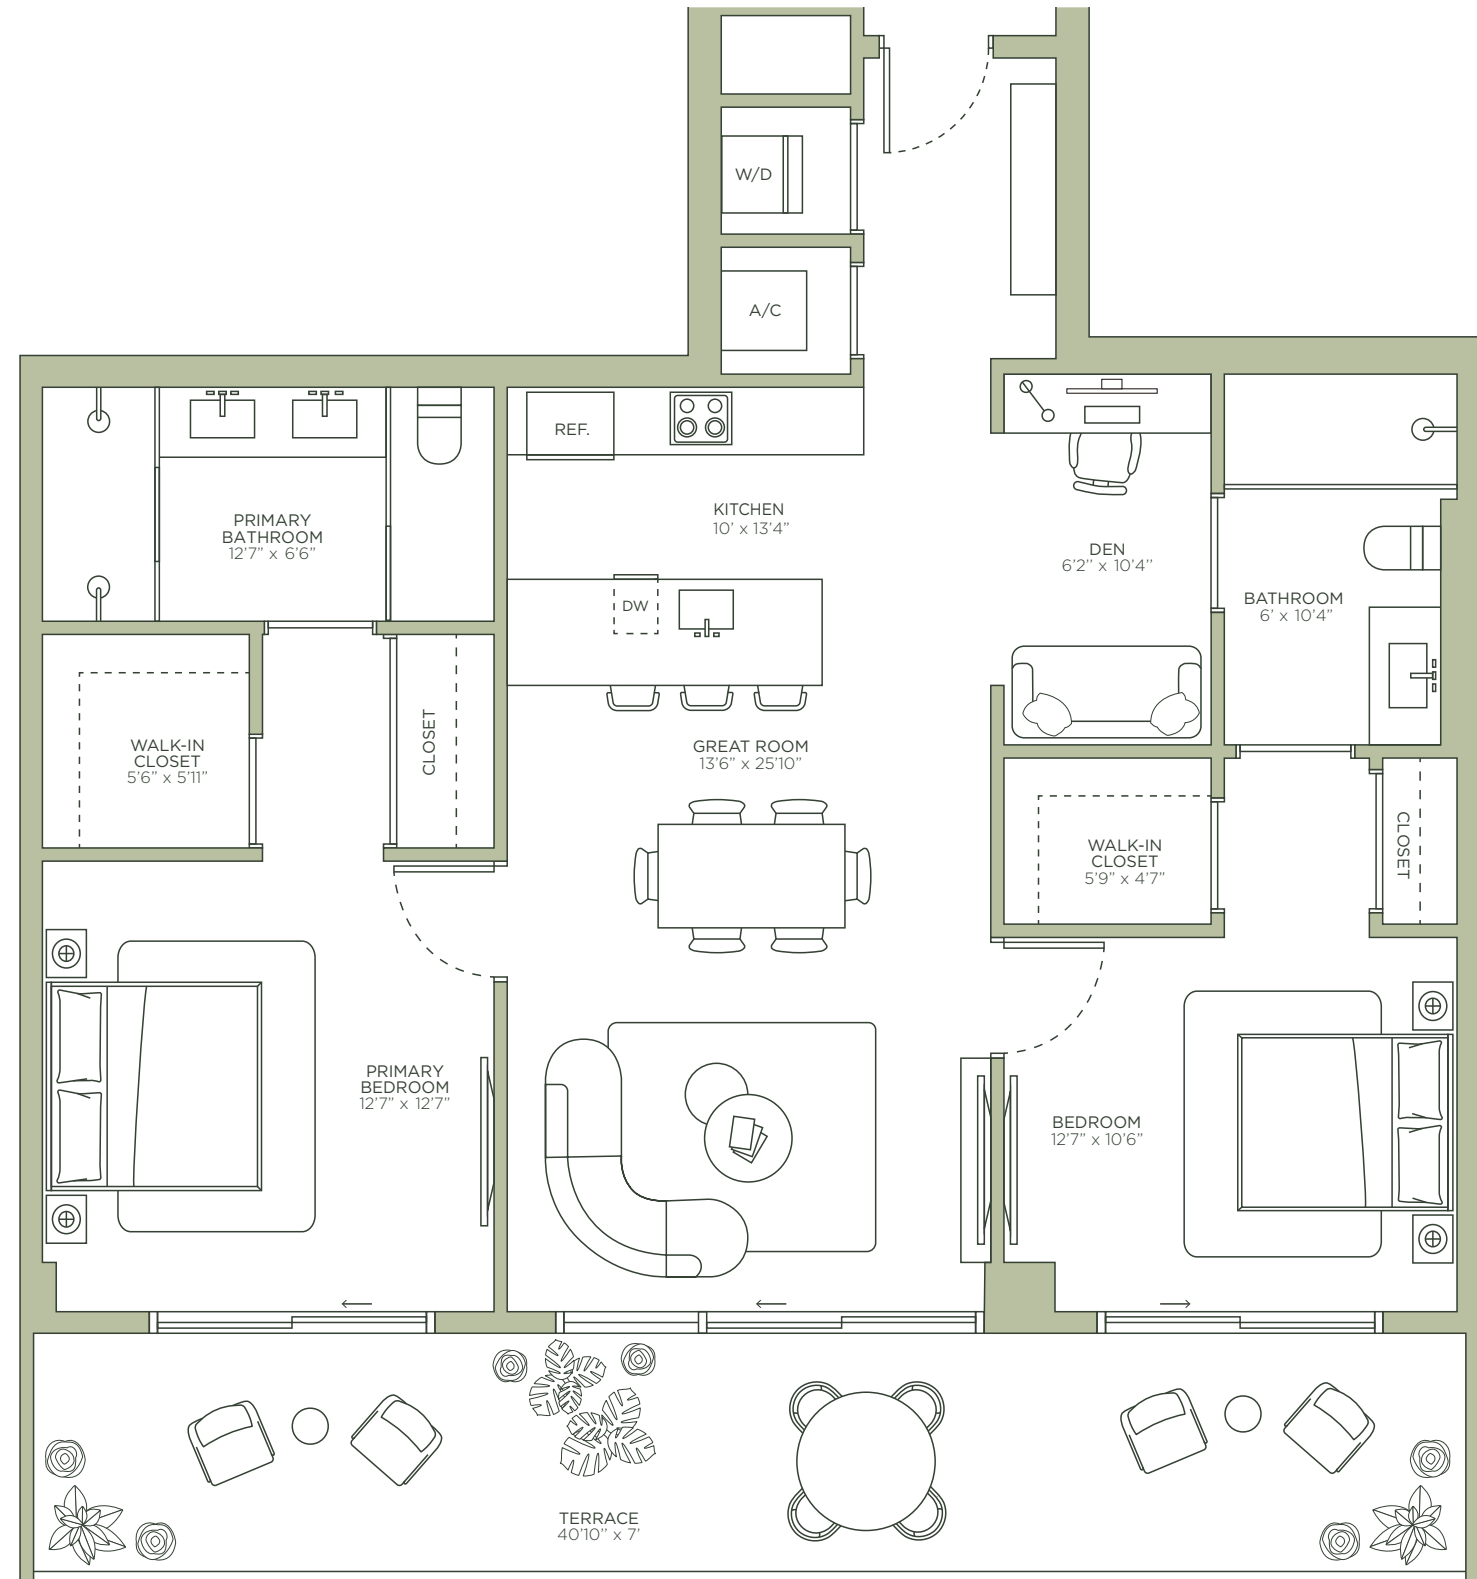 W/D
A/C
REF.
KITCHEN
10' x 13'4"
PRIMARY
BATHROOM
12'7" x 6'6"
DEN
6'2'' x 10'4''
BATHROOM
6' x 10'4"
DW
WALK-IN
CLOSET
5'6" x 5'11"
CLOSET
GREAT ROOM
13'6" x 25'10"
WALK-IN
CLOSET
5'9" x 4'7"
CLOSET
PRIMARY
BEDROOM
12'7" x 12'7"
BEDROOM
12'7" x 10'6"
TERRACE
40'10'' x 7'